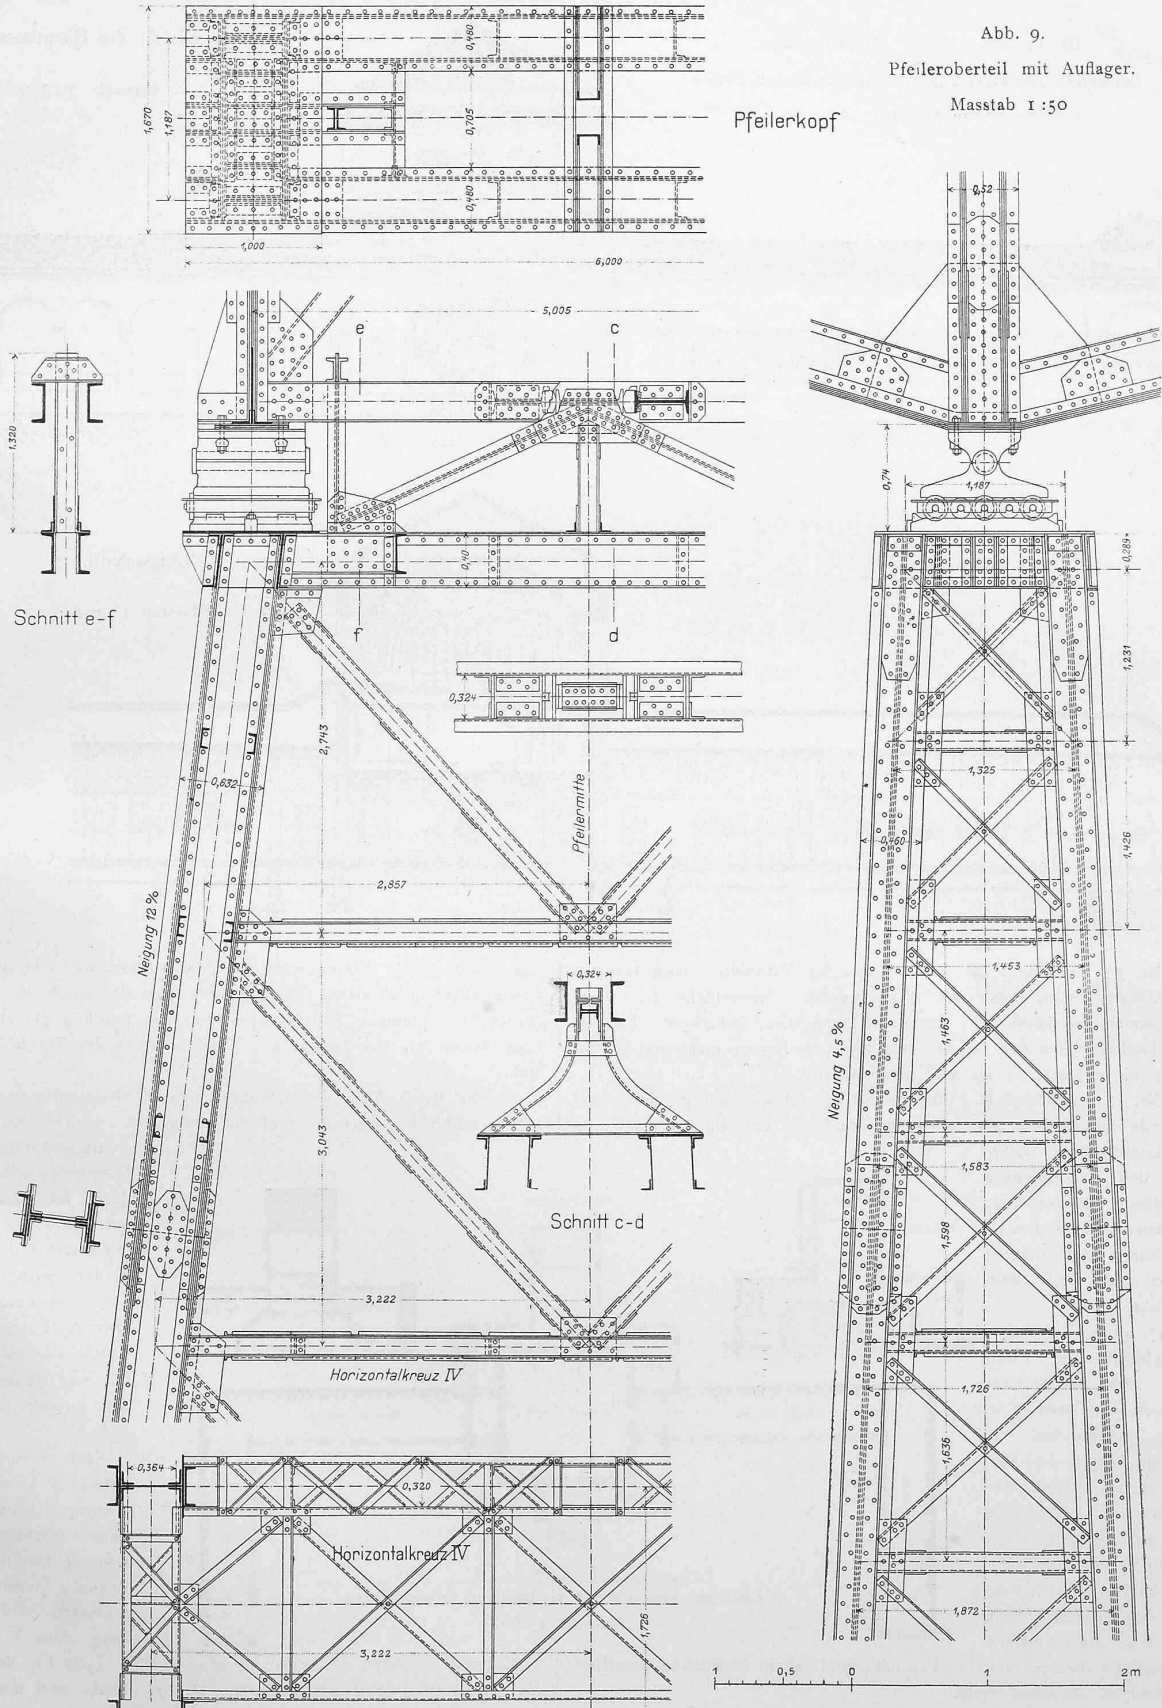 Abb. 9.
Pfeileroberteil mit Auflager.
Masstab 1:50
Pfeilerkopf
1,670
1,187
0,480
0,705
0,480
1,000
6,000
0,52
5,005
e
c
1,320
0,74
1,187
0,40
0,289
Schnitt e-f
f
d
0,324
1,231
2,743
0,632
Pfeilermitte
1,325
0,460
1,426
2,857
Neigung 12%
0,324
1,453
1,463
Neigung 4,5%
3,043
1,583
Schnitt c-d
1,598
3,222
Horizontalkreuz IV
1,726
1,636
0,364
0,320
Horizontalkreuz IV
1,726
3,222
1,872
1 0,5 0 1 2m